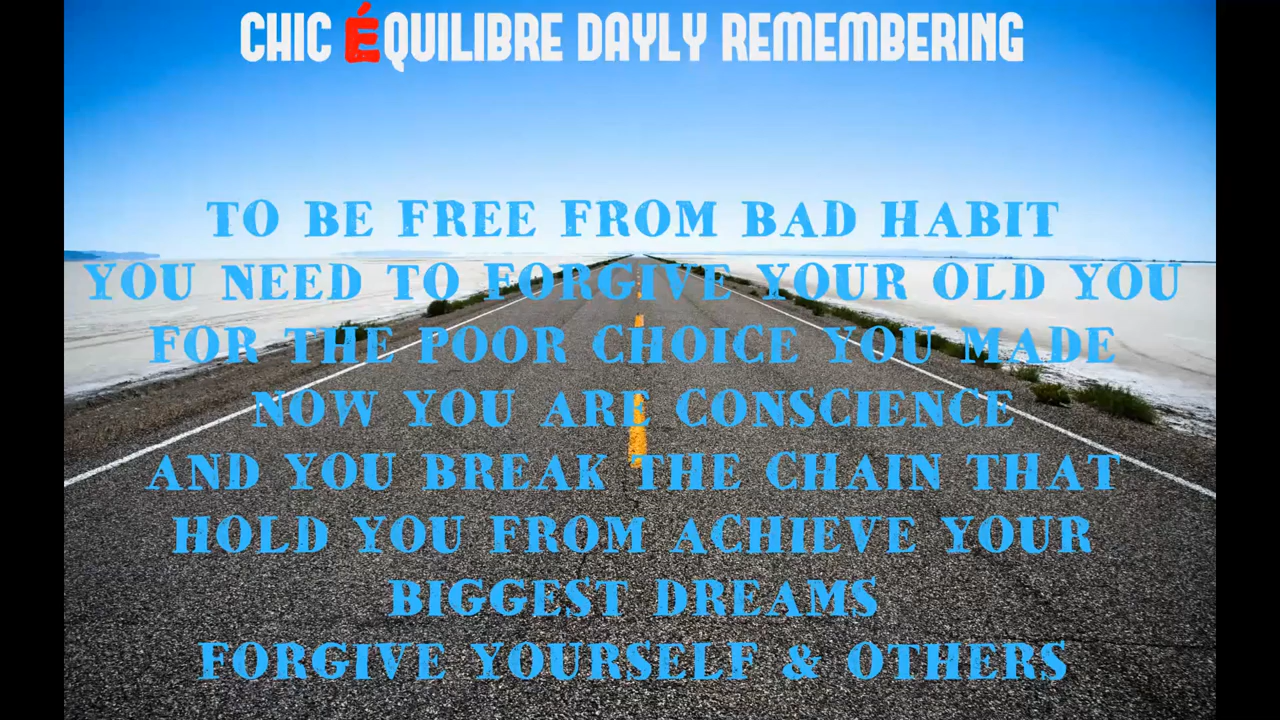 CHIC ÉQUILIBRE DAYLY REMEMBERING
TO BE FREE FROM BAD HABIT
YOU NEED TO FORGIVE YOUR OLD YOU
FOR THE POOR CHOICE YOU MADE
NOW YOU ARE CONSCIENCE
AND YOU BREAK THE CHAIN THAT
HOLD YOU FROM ACHIEVE YOUR
BIGGEST DREAMS
FORGIVE YOURSELF & OTHERS